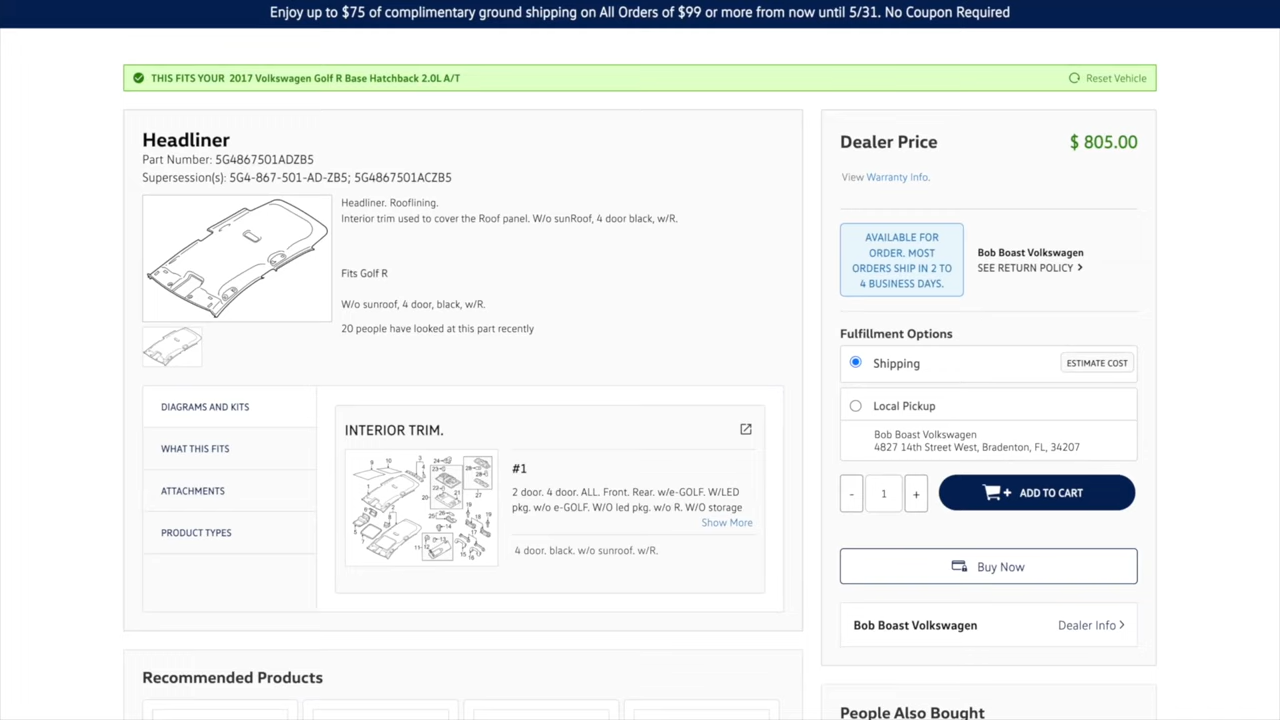 Enjoy up to $75 of complimentary ground shipping on All Orders of $99 or more from now until 5/31. No Coupon Required
THIS FITS YOUR 2017 Volkswagen Golf R Base Hatchback 2.0L A/T
Reset Vehicle
Headliner
Part Number: 5G4867501ADZB5
Supersession(s): 5G4-867-501-AD-ZB5; 5G4867501ACZB5
Headliner. Rooflining.
Interior trim used to cover the Roof panel. W/o sunRoof, 4 door black, w/R.
Fits Golf R
W/o sunroof, 4 door, black, w/R.
20 people have looked at this part recently
DIAGRAMS AND KITS
WHAT THIS FITS
ATTACHMENTS
PRODUCT TYPES
INTERIOR TRIM.
#1
2 door. 4 door. ALL. Front. Rear. w/e-GOLF. W/LED
pkg. w/o e-GOLF. W/O led pkg. w/o R. W/O storage
Show More
4 door. black. w/o sunroof. w/R.
Recommended Products
Dealer Price
$ 805.00
View Warranty Info.
AVAILABLE FOR
ORDER. MOST
ORDERS SHIP IN 2 TO
4 BUSINESS DAYS.
Bob Boast Volkswagen
SEE RETURN POLICY >
Fulfillment Options
Shipping
ESTIMATE COST
Local Pickup
Bob Boast Volkswagen
4827 14th Street West, Bradenton, FL, 34207
- 1 +
ADD TO CART
Buy Now
Bob Boast Volkswagen
Dealer Info >
People Also Bought